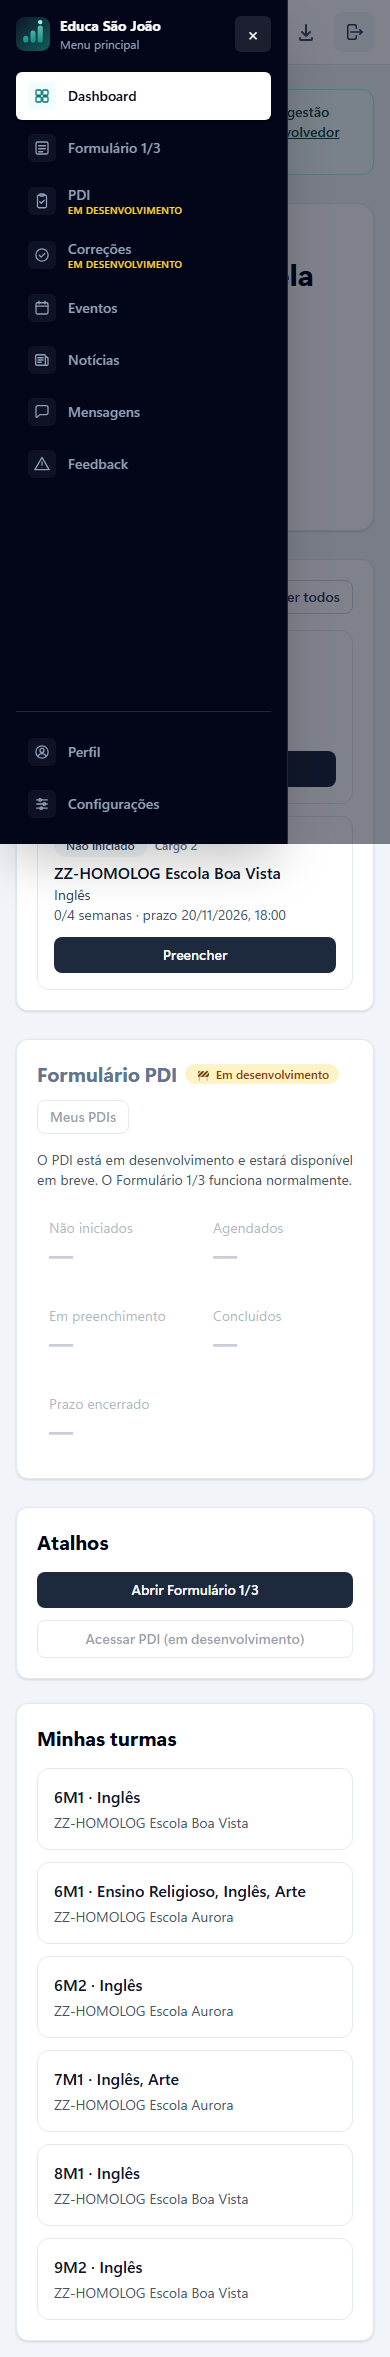 Educa São João
Menu principal
×
gestão
Dashboard
Formulário 1/3
PDI
EM DESENVOLVIMENTO
Correções
EM DESENVOLVIMENTO
Eventos
Notícias
Mensagens
Feedback
todos
Perfil
Configurações
Não iniciado Cargo 2
ZZ-HOMOLOG Escola Boa Vista
Inglês
0/4 semanas · prazo 20/11/2026, 18:00
Preencher
Formulário PDI 🚧 Em desenvolvimento
Meus PDIs
O PDI está em desenvolvimento e estará disponível
em breve. O Formulário 1/3 funciona normalmente.
Não iniciados Agendados
— —
Em preenchimento Concluídos
— —
Prazo encerrado
—
Atalhos
Abrir Formulário 1/3
Acessar PDI (em desenvolvimento)
Minhas turmas
6M1 · Inglês
ZZ-HOMOLOG Escola Boa Vista
6M1 · Ensino Religioso, Inglês, Arte
ZZ-HOMOLOG Escola Aurora
6M2 · Inglês
ZZ-HOMOLOG Escola Aurora
7M1 · Inglês, Arte
ZZ-HOMOLOG Escola Aurora
8M1 · Inglês
ZZ-HOMOLOG Escola Boa Vista
9M2 · Inglês
ZZ-HOMOLOG Escola Boa Vista